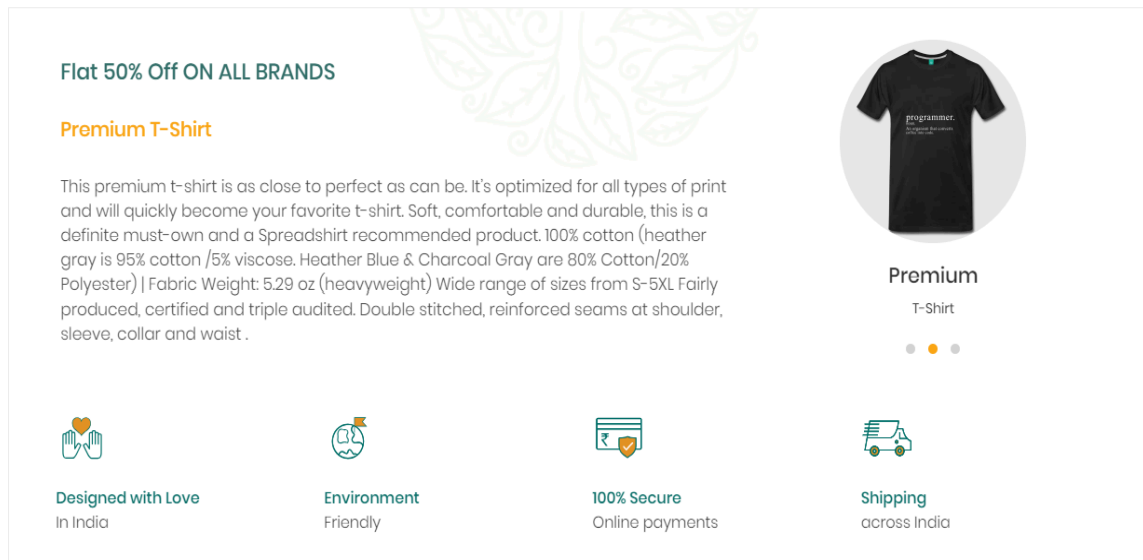 Flat 50% Off ON ALL BRANDS
Premium T-Shirt
This premium t-shirt is as close to perfect as can be. It's optimized for all types of print
and will quickly become your favorite t-shirt. Soft, comfortable and durable, this is a
definite must-own and a Spreadshirt recommended product. 100% cotton (heather
gray is 95% cotton /5% viscose. Heather Blue & Charcoal Gray are 80% Cotton/20%
Polyester) | Fabric Weight: 5.29 oz (heavyweight) Wide range of sizes from S-5XL Fairly
produced, certified and triple audited. Double stitched, reinforced seams at shoulder,
sleeve, collar and waist .
programmer.
Premium
T-Shirt
₹
Designed with Love
In India
Environment
Friendly
100% Secure
Online payments
Shipping
across India